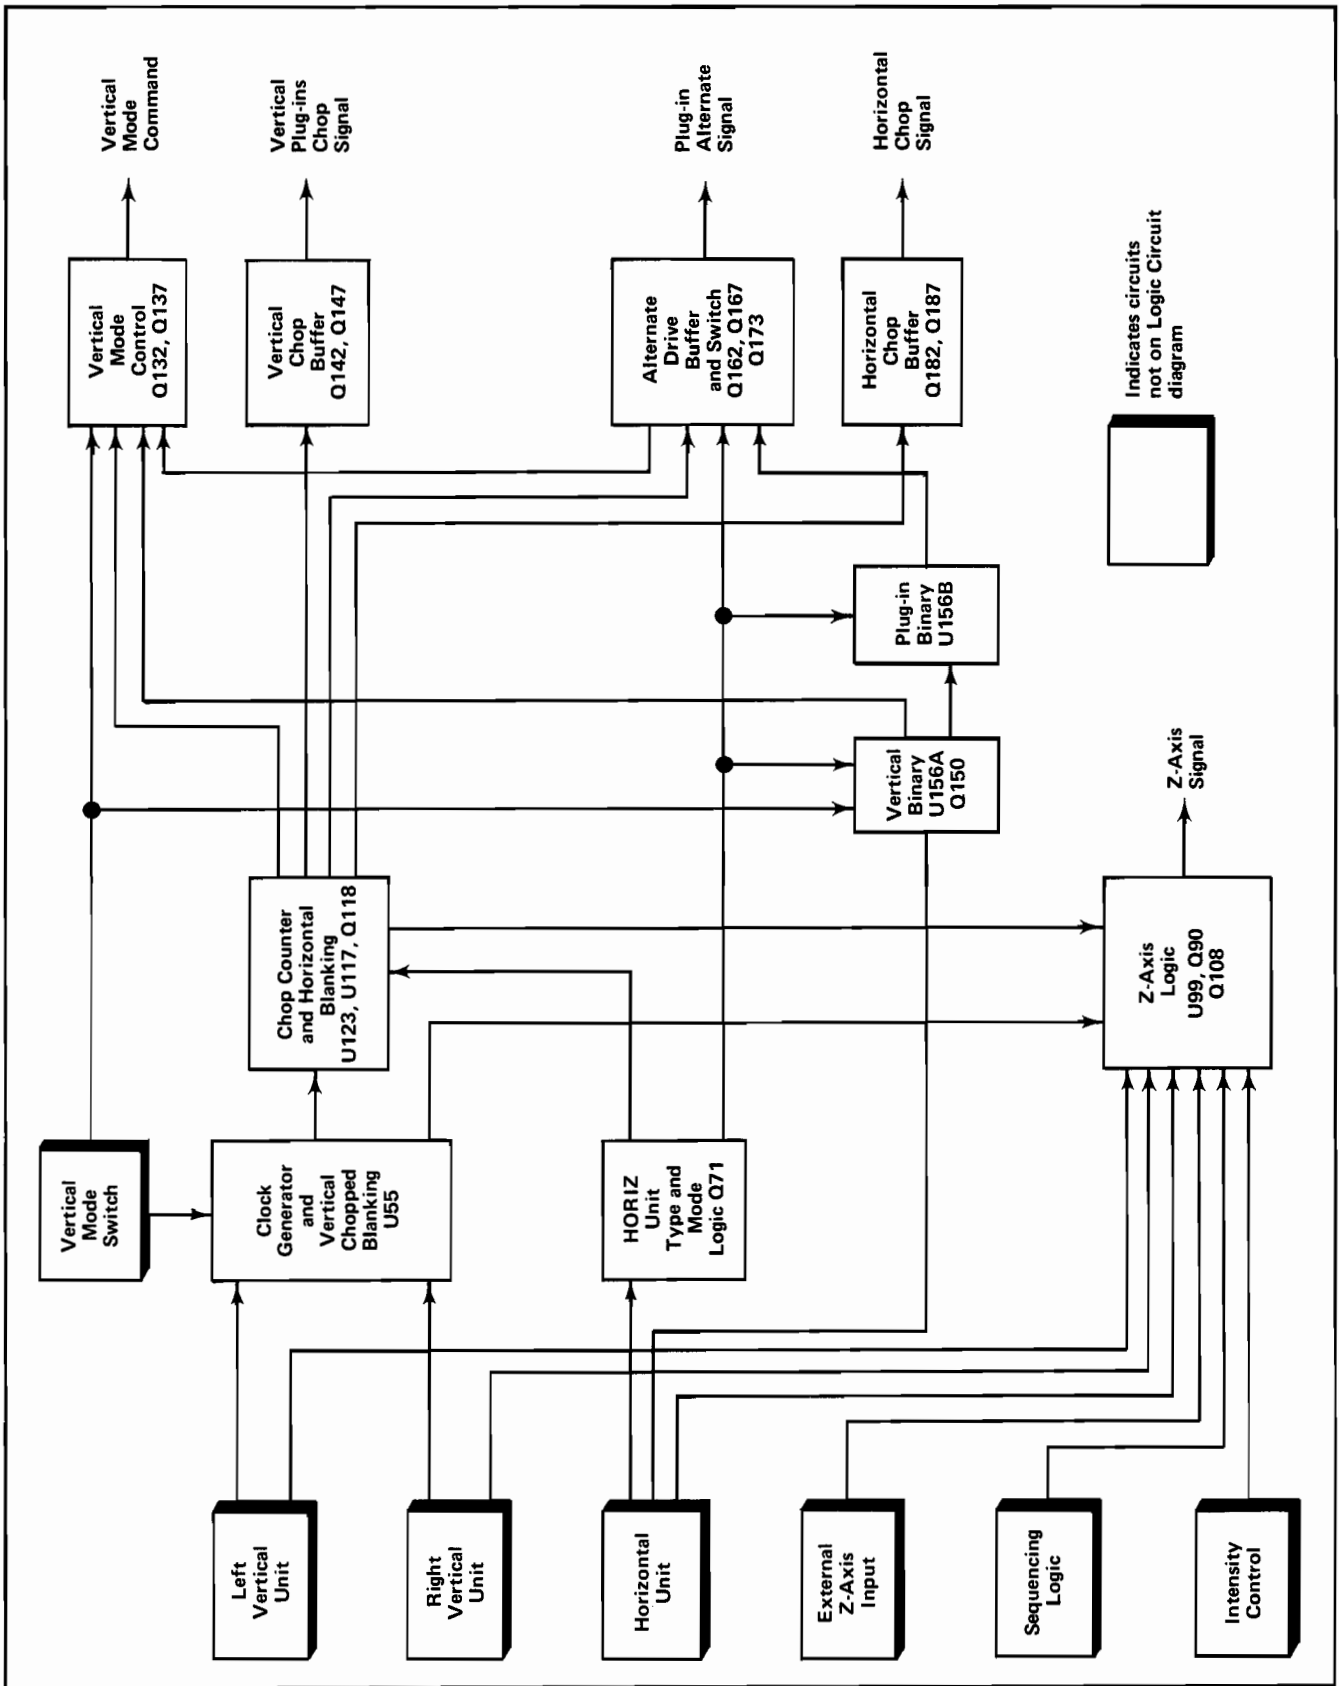 Vertical
Mode
Command
Vertical
Plug-ins
Chop
Signal
Plug-in
Alternate
Signal
Horizontal
Chop
Signal
Vertical
Mode
Control
Q132, Q137
Vertical
Chop
Buffer
Q142, Q147
Alternate
Drive
Buffer
and Switch
Q162, Q167
Q173
Horizontal
Chop
Buffer
Q182, Q187
Indicates circuits
not on Logic Circuit
diagram
Plug-in
Binary
U156B
Vertical
Binary
U156A
Q150
Z-Axis
Signal
Chop Counter
and Horizontal
Blanking
U123, U117, Q118
Z-Axis
Logic
U99, Q90
Q108
Vertical
Mode
Switch
Clock
Generator
and
Vertical
Chopped
Blanking
U55
HORIZ
Unit
Type and
Mode
Logic Q71
Left
Vertical
Unit
Right
Vertical
Unit
Horizontal
Unit
External
Z-Axis
Input
Sequencing
Logic
Intensity
Control